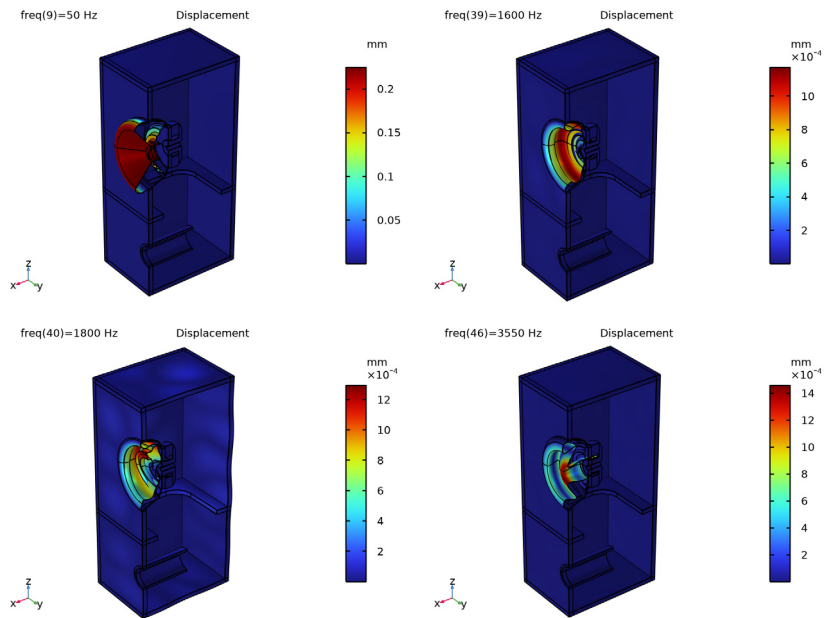 freq(9)=50 Hz Displacement
mm
0.2
0.15
0.1
0.05
z
x y
freq(39)=1600 Hz Displacement
mm
×10⁻⁴
10
8
6
4
2
z
x y
freq(40)=1800 Hz Displacement
mm
×10⁻⁴
12
10
8
6
4
2
z
x y
freq(46)=3550 Hz Displacement
mm
×10⁻⁴
14
12
10
8
6
4
2
z
x y